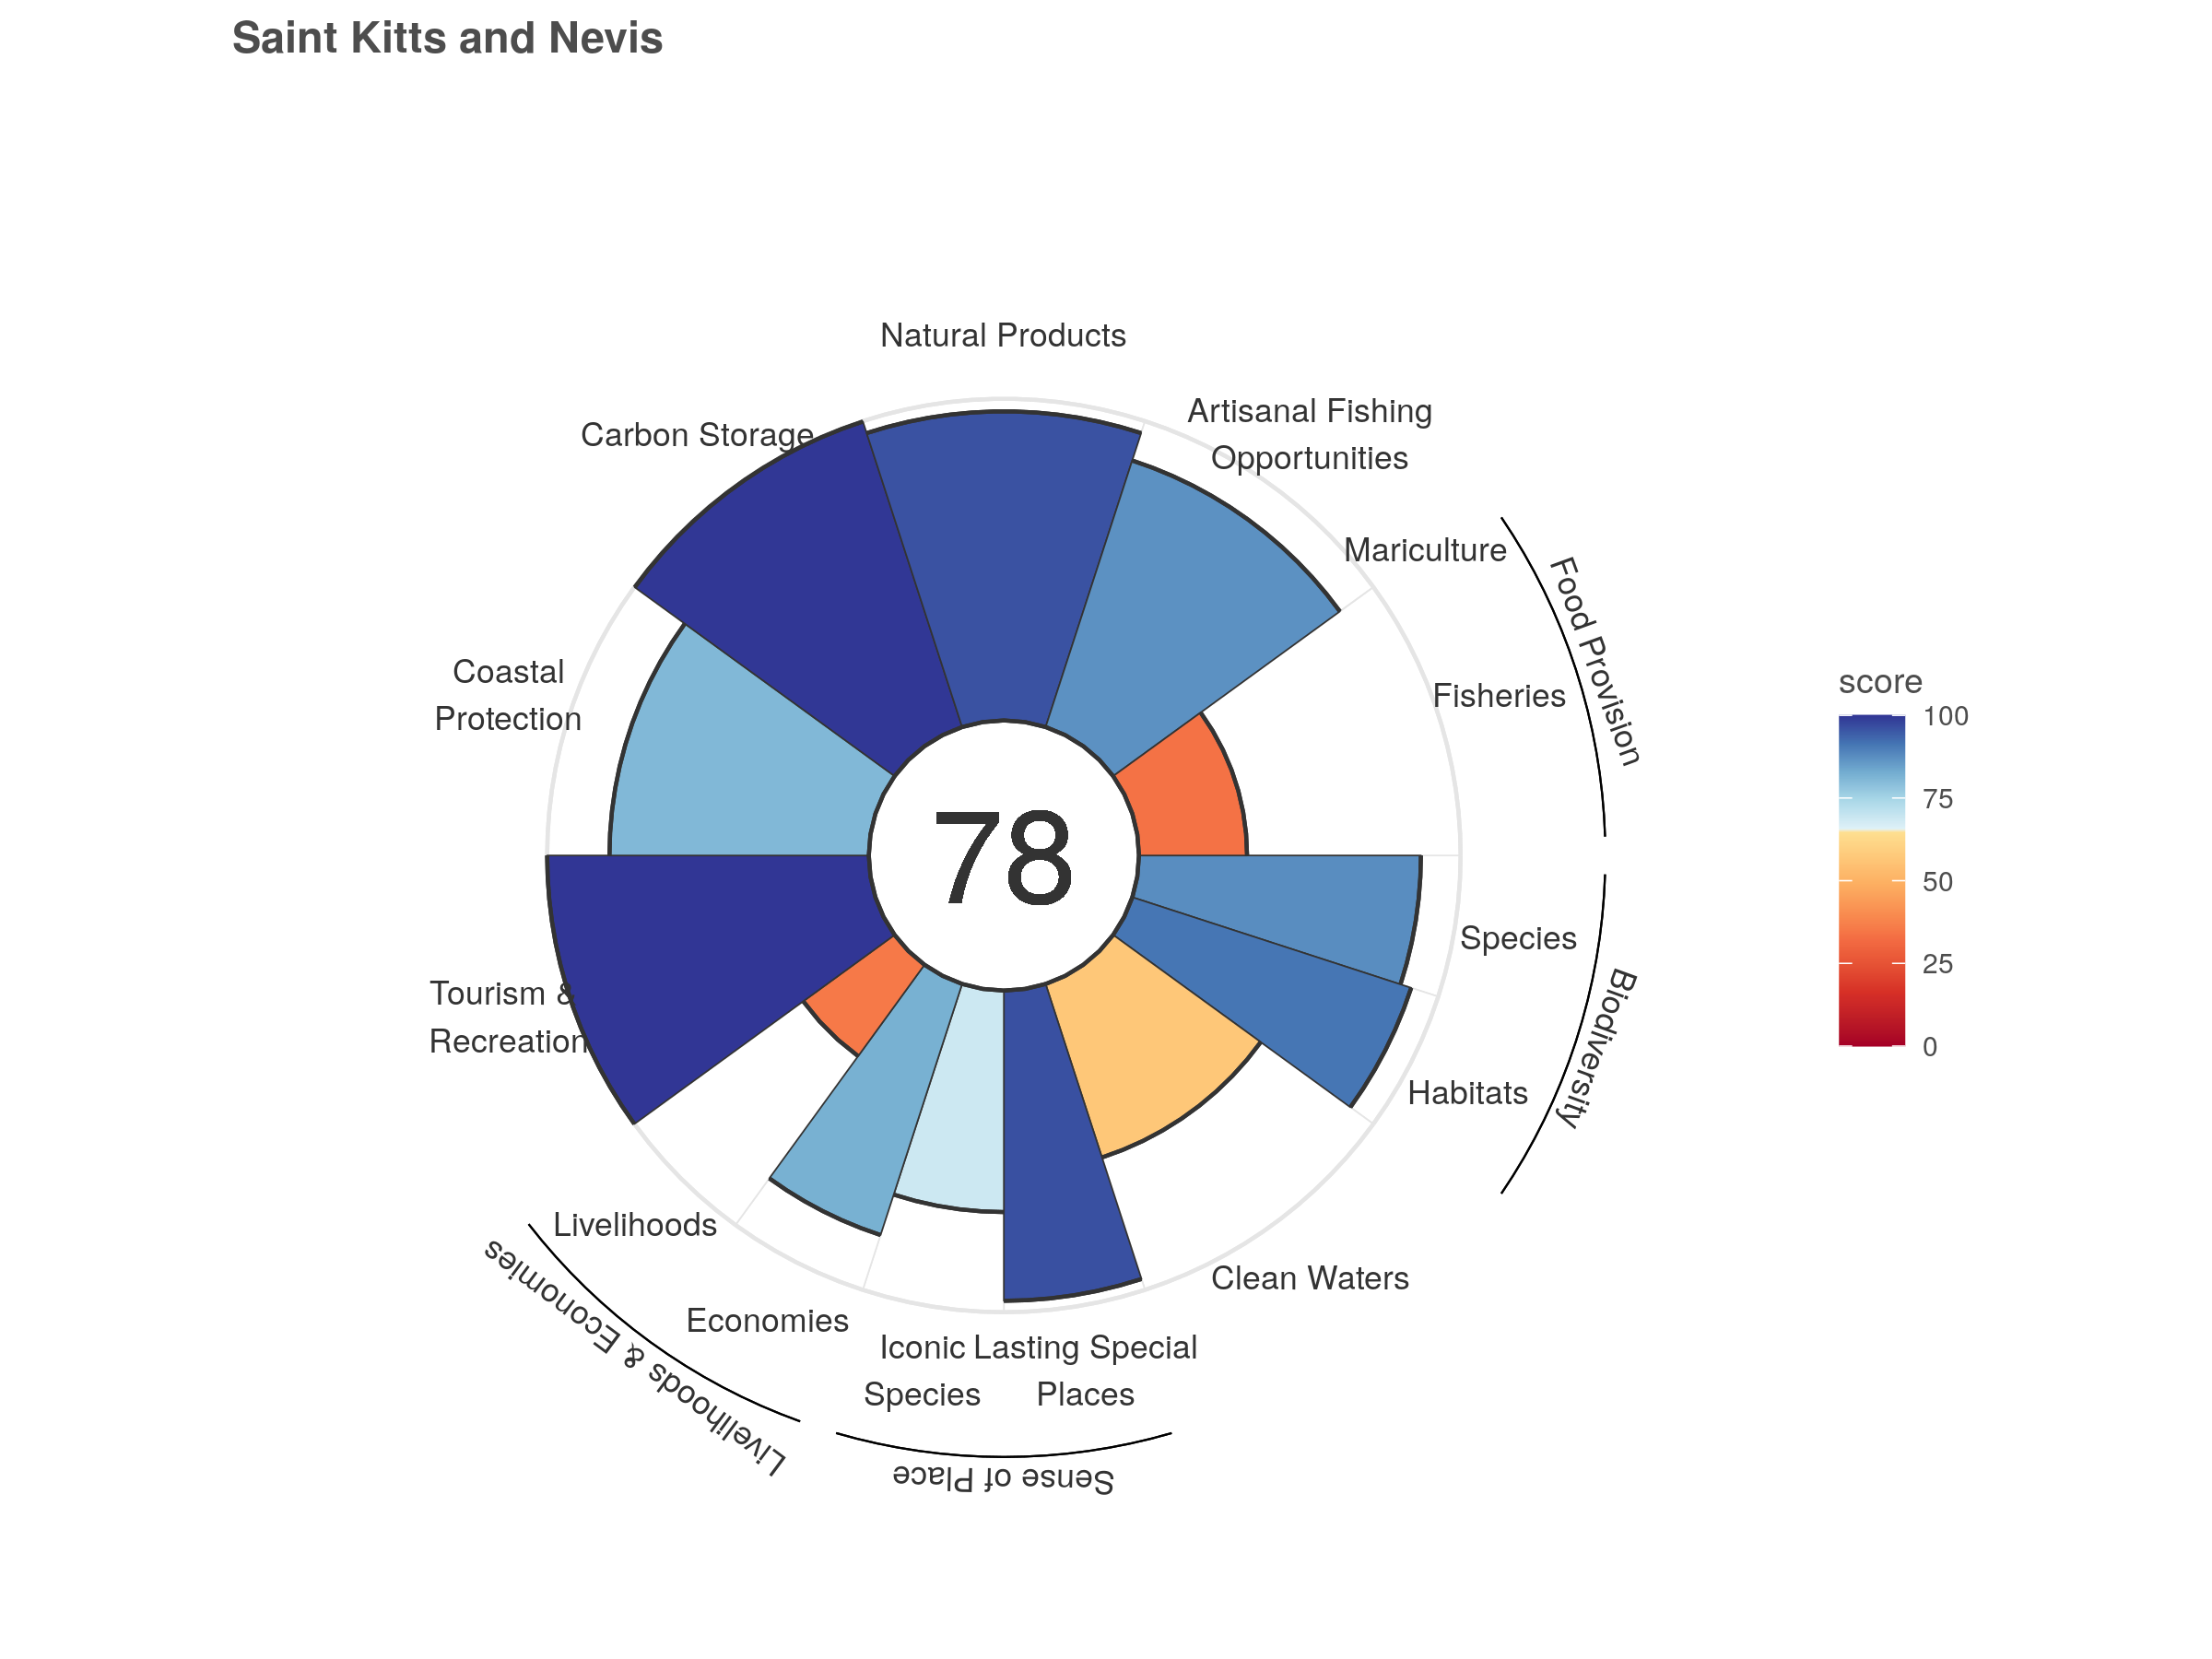 Saint Kitts and Nevis
Natural Products
Artisanal Fishing
Opportunities
Carbon Storage
Mariculture
Food Provision
Fisheries
Coastal
Protection
score
100
75
50
25
0
78
Species
Biodiversity
Habitats
Tourism &
Recreation
Livelihoods
Livelihoods & Economies
Economies
Clean Waters
Iconic
Species
Lasting Special
Places
Sense of Place